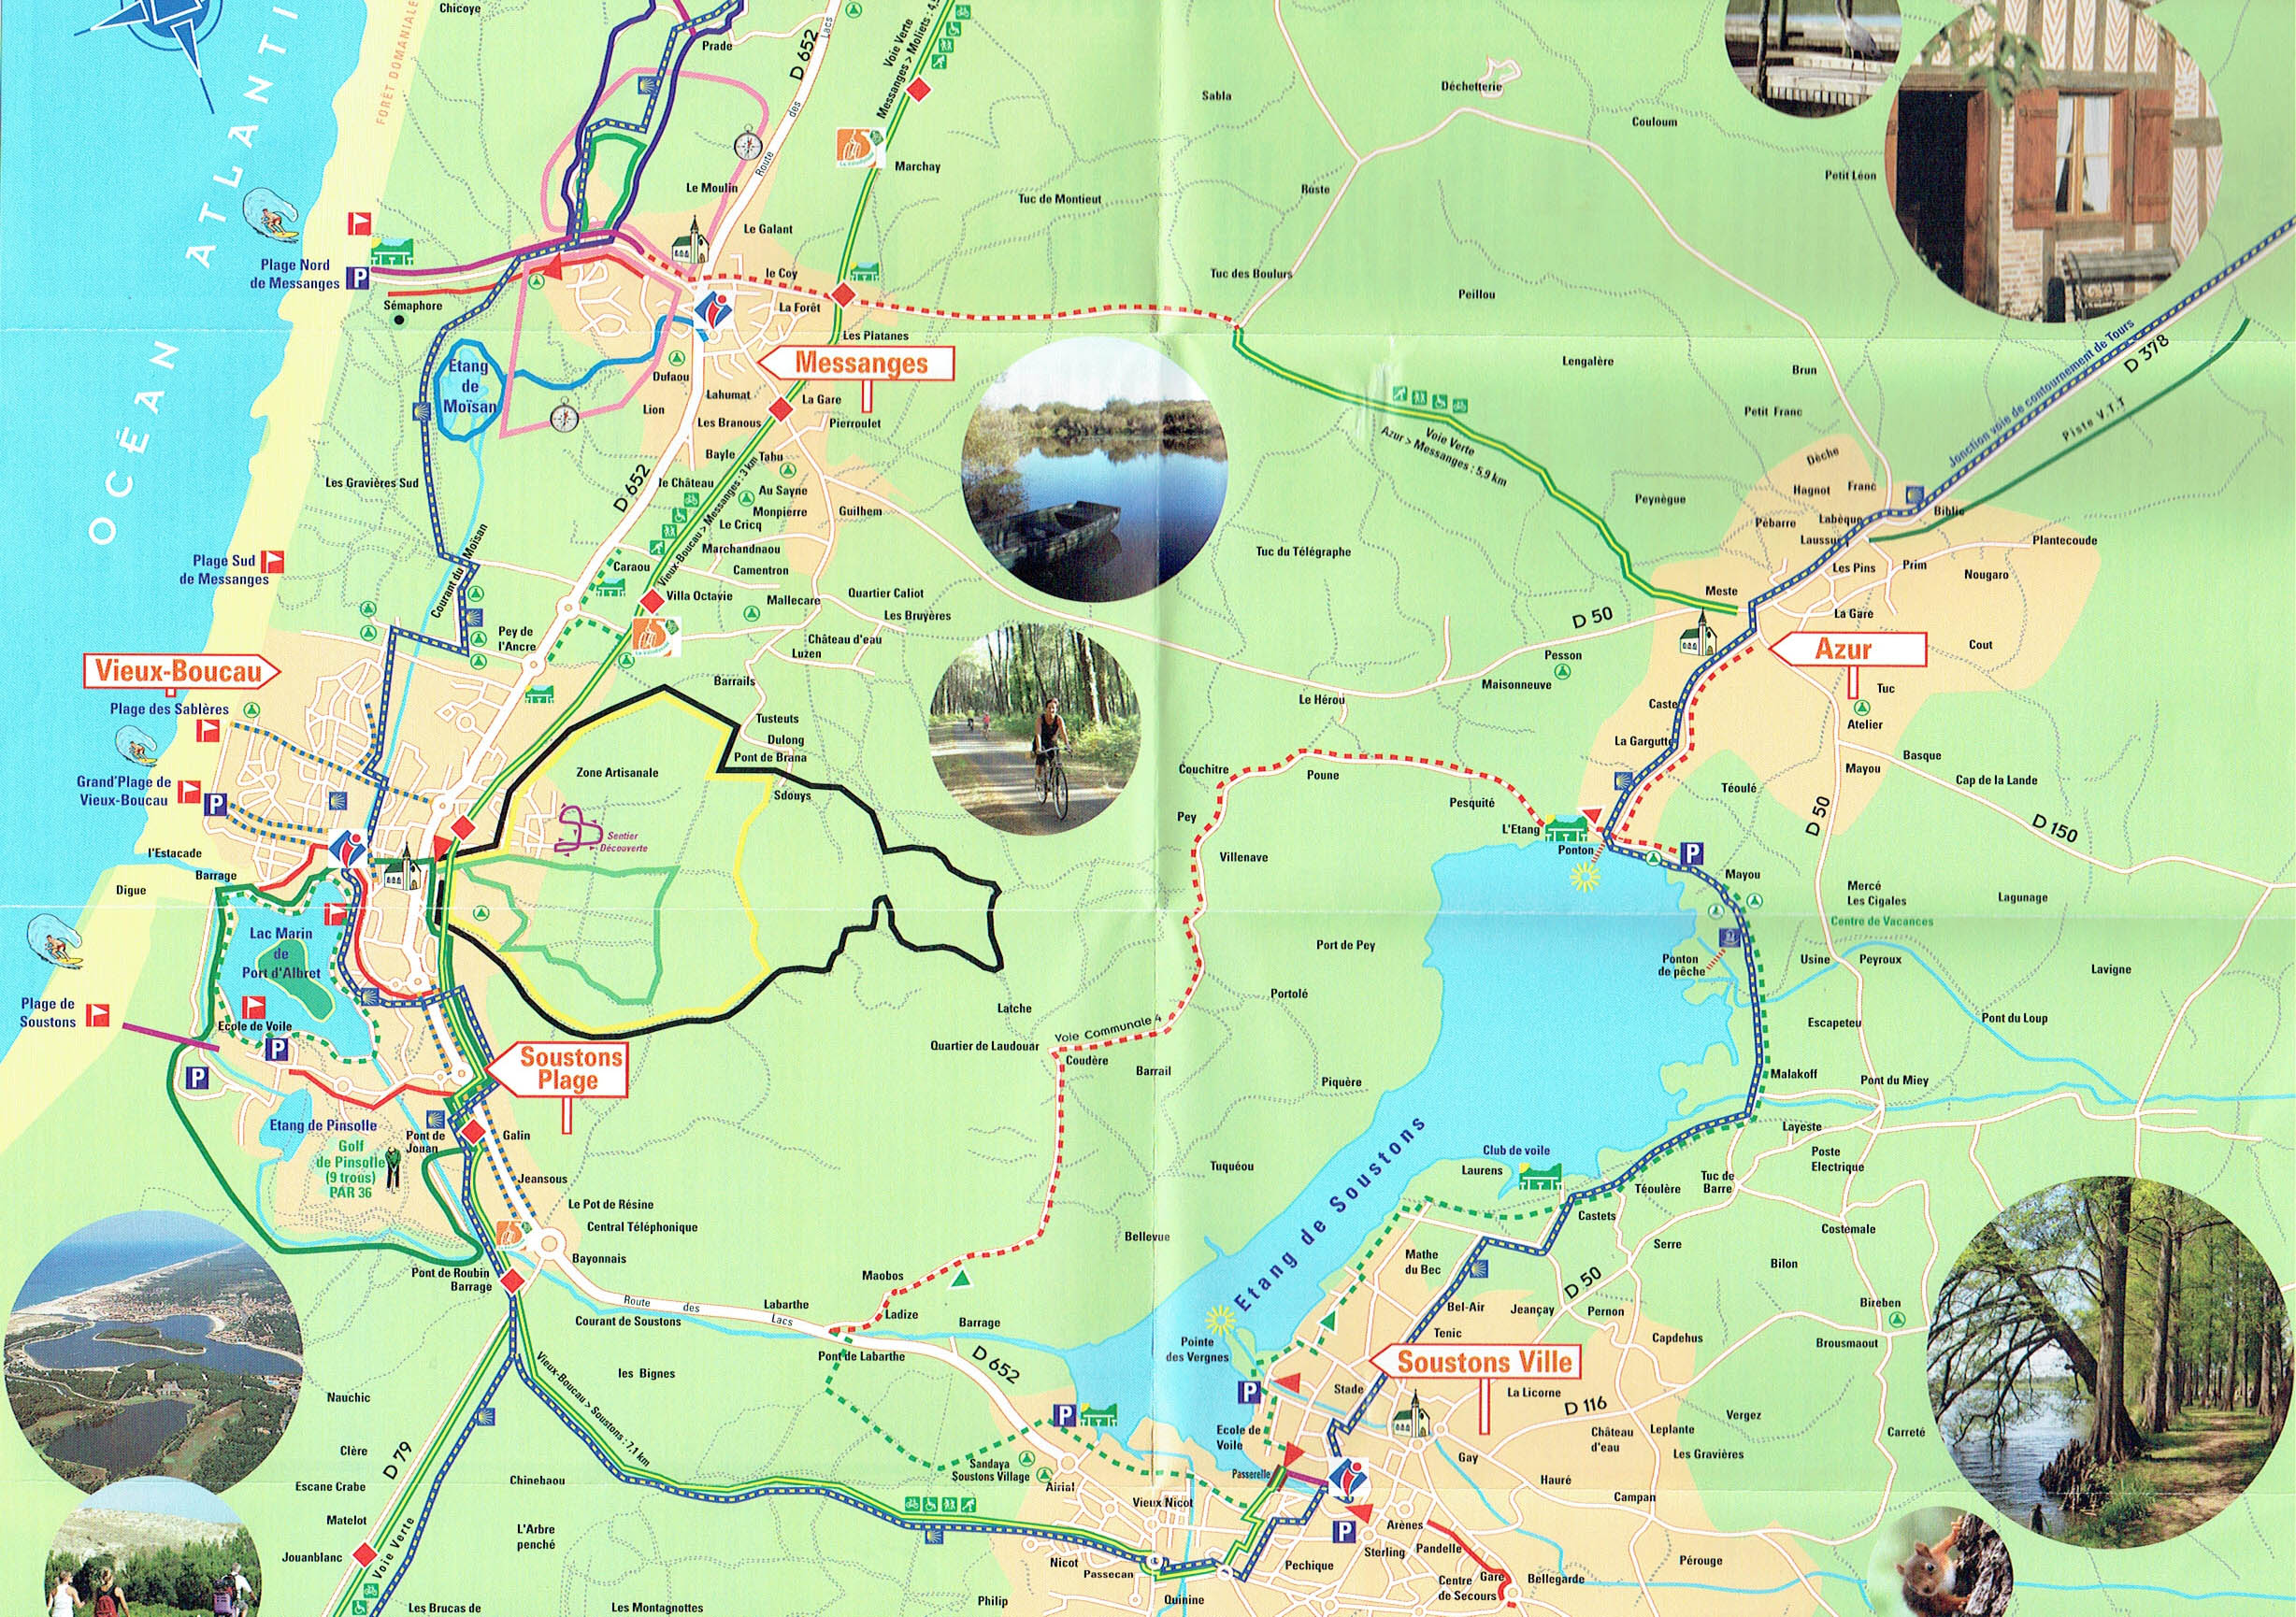 Chicoye
Prade
D 652
Lacs
des
Route
Voie Verte
Messanges > Moliets : 4,
FORÊT DOMANIALE
OCÉAN ATLANTI
Sabla
Déchetterie
Couloum
Petit Léon
Marchay
Le Moulin
Tuc de Montieut
Roste
Le Galant
Plage Nord
de Messanges
P
Sémaphore
le Coy
La Forêt
Tuc des Boulurs
Peillou
Les Platanes
Messanges
Etang
de
Moïsan
Dufaou
Lahumat
La Gare
Lion
Les Branous
Pierroulet
Lengalère
Brun
Petit Franc
Jonction voie de contournement de Tours
D 378
Piste V.T.T
Voie Verte
Azur > Messanges : 5,9 km
Bayle
Tahu
le Château
Au Sayne
Monpierre
Le Cricq
Guilhem
D 652
Vieux-Boucau > Messanges : 3 km
Les Gravières Sud
Dèche
Hagnot
Franc
Peynègue
Pèbarre
Labèque
Biblio
Laussu
Plantecoude
Marchandnaou
Camentron
Caraou
Tuc du Télégraphe
Les Pins
Prim
Nougaro
Plage Sud
de Messanges
Courant du Moïsan
Villa Octavie
Mallecare
Quartier Caliot
Les Bruyères
Meste
La Gare
D 50
Pey de
l'Ancre
Château d'eau
Luzen
Azur
Cout
Vieux-Boucau
Plage des Sablères
Barrails
Pesson
Maisonneuve
Le Hérou
Tuc
Caste
Atelier
Tusteuts
Dulong
Pont de Brana
La Gargutte
Basque
Mayou
Cap de la Lande
Zone Artisanale
Grand'Plage de
Vieux-Boucau
P
Sdouys
Couchitre
Poune
Pesquité
Téoulé
D 50
D 150
Pey
L'Etang
Ponton
P
Sentier
Découverte
l'Estacade
Barrage
Digue
Villenave
Mayou
Mercé
Les Cigales
Lagunage
Centre de Vacances
Lac Marin
de
Port d'Albret
Port de Pey
Ponton
de pêche
Usine
Peyroux
Lavigne
Plage de
Soustons
Ecole de Voile
P
P
Latche
Portolé
Escapeteu
Pont du Loup
Voie Communale 4
Quartier de Laudouar
Coudère
Barrail
Piquère
Malakoff
Pont du Miey
Soustons
Plage
Etang de Pinsolle
Golf
de Pinsolle
(9 trous)
PAR 36
Pont de
Jouan
Galin
Jeansous
Etang de Soustons
Club de voile
Laurens
Tuquéou
Layeste
Poste
Electrique
Téoulère
Tuc de
Barre
Castets
Costemale
Le Pot de Résine
Central Téléphonique
Bayonnais
Bellevue
Serre
Mathe
du Bec
Bilon
Pont de Roubin
Barrage
Maobos
Ladize
D 50
Route des Lacs
Labarthe
Courant de Soustons
Barrage
Bel-Air
Jeançay
Pernon
Bireben
Tenic
Capdehus
Brousmaout
Pointe
des Vergnes
Pont de Labarthe
D 652
Soustons Ville
les Bignes
Vieux-Boucau > Soustons : 7,1 km
Nauchic
Stade
La Licorne
D 116
P
P
Vergez
Château
d'eau
Leplante
Carreté
Clère
D 79
Ecole de
Voile
Gay
Les Gravières
Sandaya
Soustons Village
Passerelle
Escane Crabe
Chinebaou
Airial
Hauré
Vieux Nicot
Campan
Matelot
Voie Verte
L'Arbre
penché
Arènes
P
Jouanblanc
Nicot
Passecan
Pechique
Sterling
Pandelle
Pérouge
Centre
de Secours
Gare
Bellegarde
Les Brucas de
Les Montagnottes
Philip
Quinine